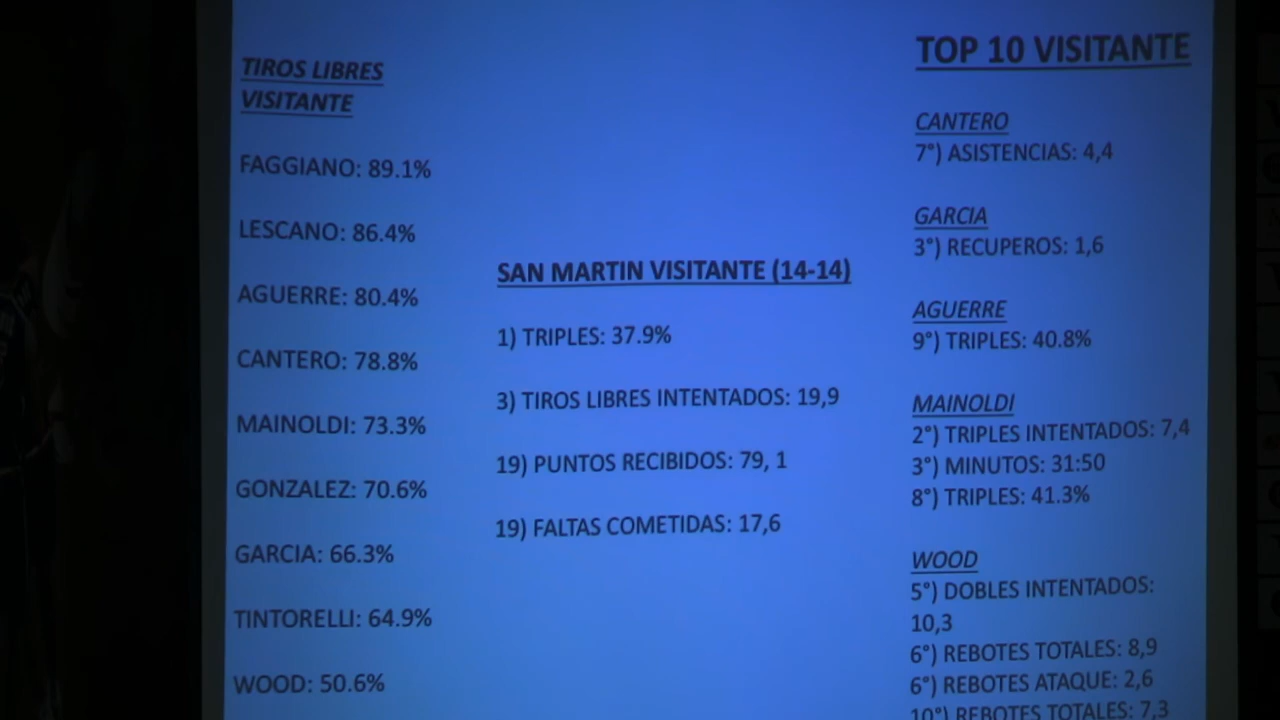 TIROS LIBRES
VISITANTE
FAGGIANO: 89.1%
LESCANO: 86.4%
AGUERRE: 80.4%
CANTERO: 78.8%
MAINOLDI: 73.3%
GONZALEZ: 70.6%
GARCIA: 66.3%
TINTORELLI: 64.9%
WOOD: 50.6%
SAN MARTIN VISITANTE (14-14)
1) TRIPLES: 37.9%
3) TIROS LIBRES INTENTADOS: 19,9
19) PUNTOS RECIBIDOS: 79, 1
19) FALTAS COMETIDAS: 17,6
TOP 10 VISITANTE
CANTERO
7°) ASISTENCIAS: 4,4
GARCIA
3°) RECUPEROS: 1,6
AGUERRE
9°) TRIPLES: 40.8%
MAINOLDI
2°) TRIPLES INTENTADOS: 7,4
3°) MINUTOS: 31:50
8°) TRIPLES: 41.3%
WOOD
5°) DOBLES INTENTADOS:
10,3
6°) REBOTES TOTALES: 8,9
6°) REBOTES ATAQUE: 2,6
10°) REBOTES TOTALES: 7,3